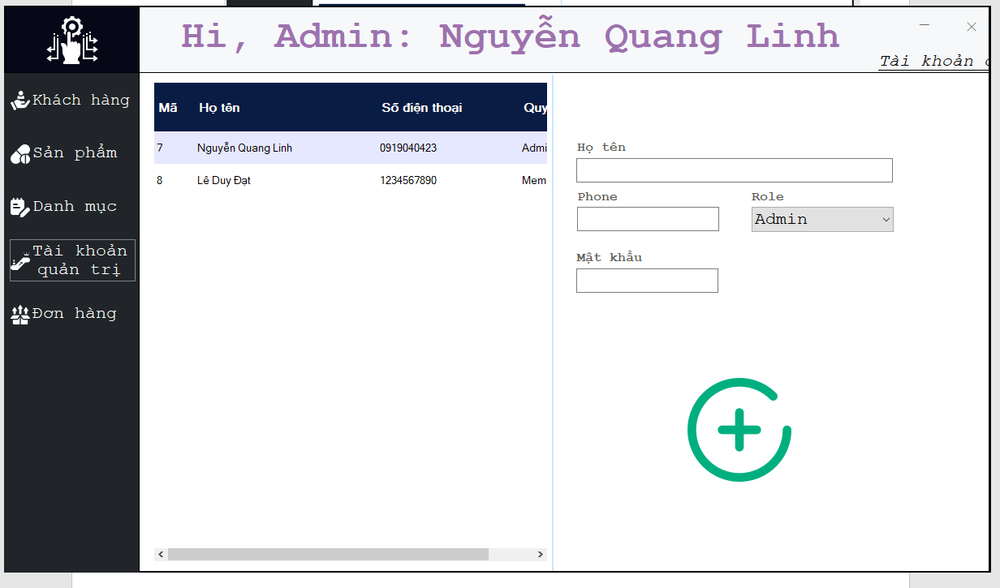 Hi, Admin: Nguyễn Quang Linh
Tài khoản
Khách hàng
Sản phẩm
Danh mục
Tài khoản
quản trị
Đơn hàng
Mã Họ tên Số điện thoại Quy
7 Nguyễn Quang Linh 0919040423 Admi
8 Lê Duy Đạt 1234567890 Mem
Họ tên
Phone Role
Admin
Mật khẩu